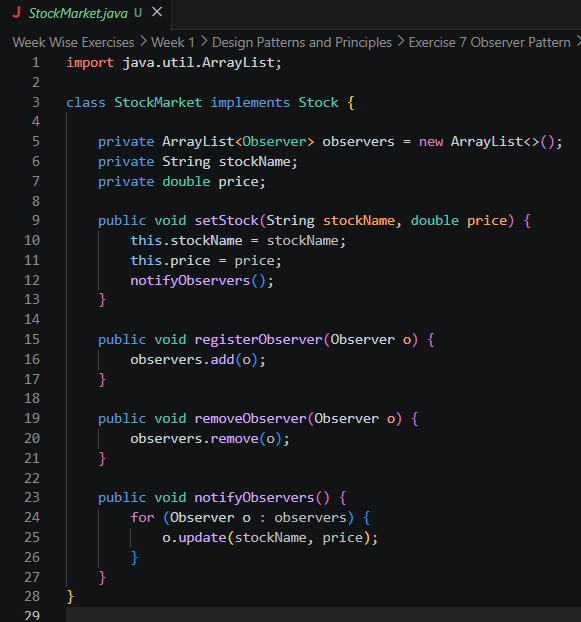 J StockMarket.java U ×
Week Wise Exercises > Week 1 > Design Patterns and Principles > Exercise 7 Observer Pattern >
1 import java.util.ArrayList;
2
3 class StockMarket implements Stock {
4
5     private ArrayList<Observer> observers = new ArrayList<>();
6     private String stockName;
7     private double price;
8
9     public void setStock(String stockName, double price) {
10         this.stockName = stockName;
11         this.price = price;
12         notifyObservers();
13     }
14
15     public void registerObserver(Observer o) {
16         observers.add(o);
17     }
18
19     public void removeObserver(Observer o) {
20         observers.remove(o);
21     }
22
23     public void notifyObservers() {
24         for (Observer o : observers) {
25             o.update(stockName, price);
26         }
27     }
28 }
29